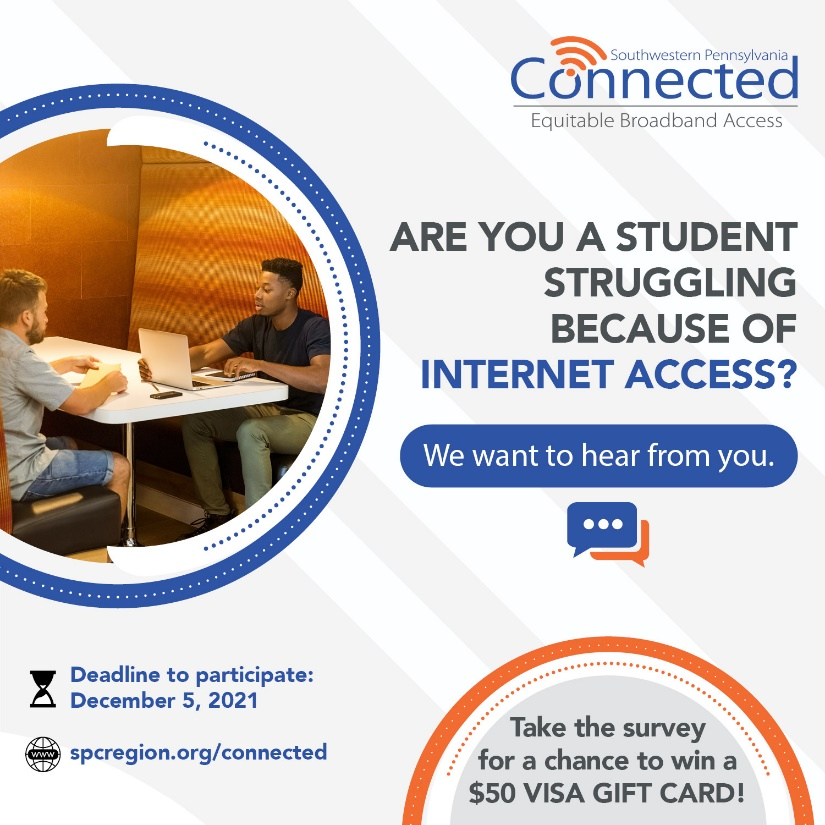 Southwestern Pennsylvania
Connected
Equitable Broadband Access
ARE YOU A STUDENT
STRUGGLING
BECAUSE OF
INTERNET ACCESS?
We want to hear from you.
Deadline to participate:
December 5, 2021
www
spcregion.org/connected
Take the survey
for a chance to win a
$50 VISA GIFT CARD!